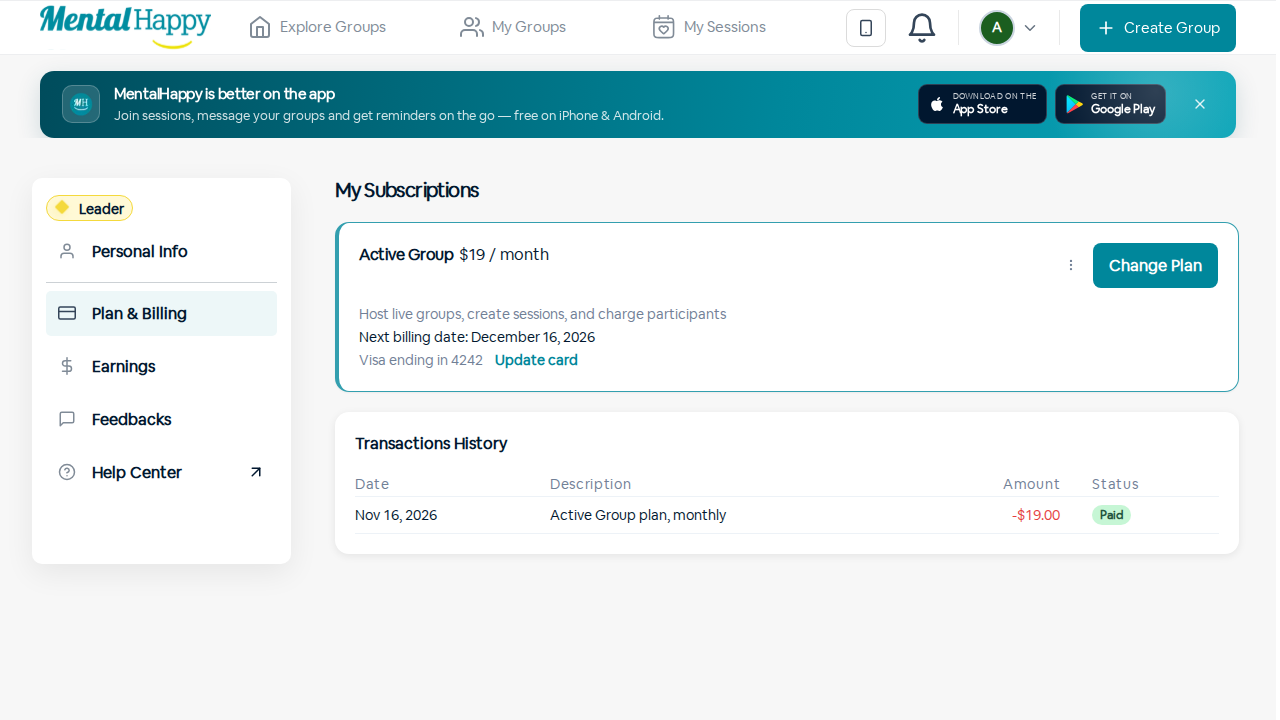 Mental Happy
Explore Groups
My Groups
My Sessions
A
Create Group
MH
MentalHappy is better on the app
Join sessions, message your groups and get reminders on the go — free on iPhone & Android.
DOWNLOAD ON THE
App Store
GET IT ON
Google Play
Leader
Personal Info
Plan & Billing
Earnings
Feedbacks
Help Center
My Subscriptions
Active Group $19 / month
Change Plan
Host live groups, create sessions, and charge participants
Next billing date: December 16, 2026
Visa ending in 4242 Update card
Transactions History
Date Description Amount Status
Nov 16, 2026 Active Group plan, monthly -$19.00 Paid